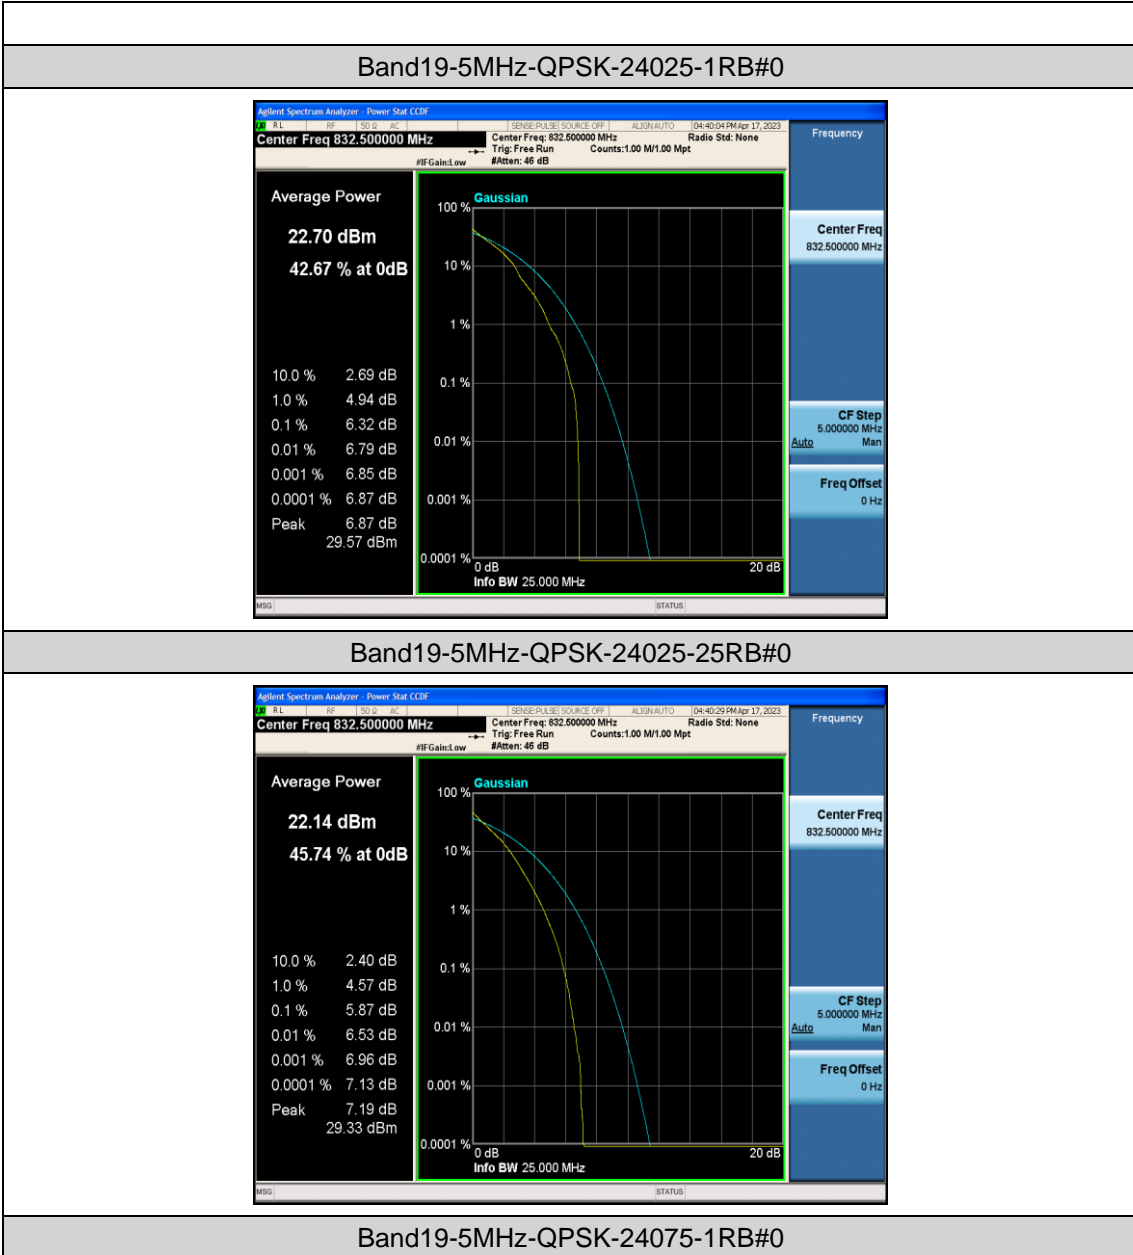 Band19-5MHz-QPSK-24025-1RB#0
Agilent Spectrum Analyzer - Power Stat CCDF
RL RF 50 Ω AC SENSE:PULSE SOURCE OFF ALIGN AUTO 04:40:04 PM Apr 17, 2023
Center Freq 832.500000 MHz
Center Freq: 832.500000 MHz Radio Std: None
Trig: Free Run Counts:1.00 M/1.00 Mpt
#IFGain:Low #Atten: 46 dB
Frequency
Average Power
22.70 dBm
42.67 % at 0dB
10.0 % 2.69 dB
1.0 % 4.94 dB
0.1 % 6.32 dB
0.01 % 6.79 dB
0.001 % 6.85 dB
0.0001 % 6.87 dB
Peak 6.87 dB
29.57 dBm
Gaussian
100 %
10 %
1 %
0.1 %
0.01 %
0.001 %
0.0001 %
0 dB 20 dB
Info BW 25.000 MHz
Center Freq
832.500000 MHz
CF Step
5.000000 MHz
Auto Man
Freq Offset
0 Hz
MSG STATUS
Band19-5MHz-QPSK-24025-25RB#0
Agilent Spectrum Analyzer - Power Stat CCDF
RL RF 50 Ω AC SENSE:PULSE SOURCE OFF ALIGN AUTO 04:40:29 PM Apr 17, 2023
Center Freq 832.500000 MHz
Center Freq: 832.500000 MHz Radio Std: None
Trig: Free Run Counts:1.00 M/1.00 Mpt
#IFGain:Low #Atten: 46 dB
Frequency
Average Power
22.14 dBm
45.74 % at 0dB
10.0 % 2.40 dB
1.0 % 4.57 dB
0.1 % 5.87 dB
0.01 % 6.53 dB
0.001 % 6.96 dB
0.0001 % 7.13 dB
Peak 7.19 dB
29.33 dBm
Gaussian
100 %
10 %
1 %
0.1 %
0.01 %
0.001 %
0.0001 %
0 dB 20 dB
Info BW 25.000 MHz
Center Freq
832.500000 MHz
CF Step
5.000000 MHz
Auto Man
Freq Offset
0 Hz
MSG STATUS
Band19-5MHz-QPSK-24075-1RB#0